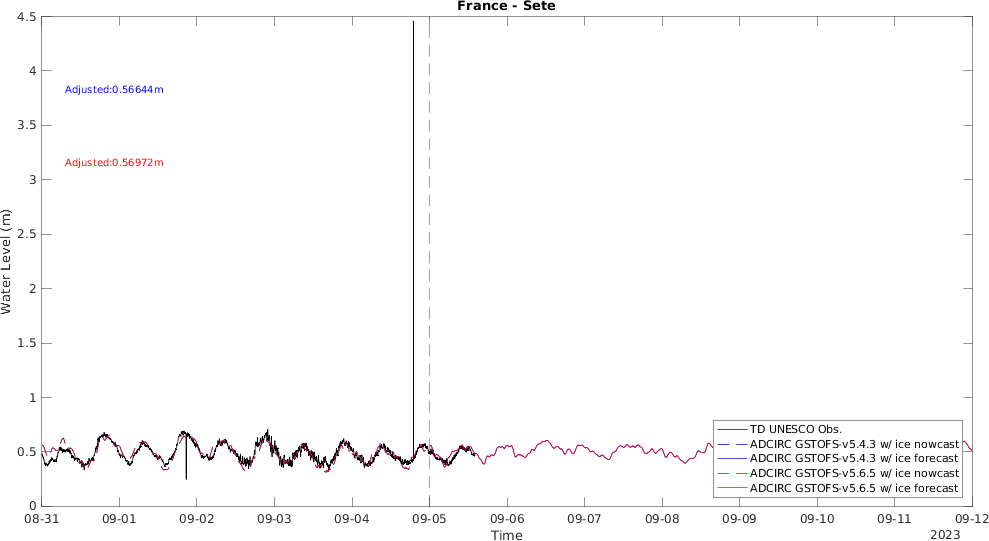 France - Sete
4.5
4
3.5
3
2.5
2
1.5
1
0.5
0
Water Level (m)
Adjusted:0.56644m
Adjusted:0.56972m
TD UNESCO Obs.
ADCIRC GSTOFS-v5.4.3 w/ ice nowcast
ADCIRC GSTOFS-v5.4.3 w/ ice forecast
ADCIRC GSTOFS-v5.6.5 w/ ice nowcast
ADCIRC GSTOFS-v5.6.5 w/ ice forecast
08-31 09-01 09-02 09-03 09-04 09-05 09-06 09-07 09-08 09-09 09-10 09-11 09-12
Time 2023